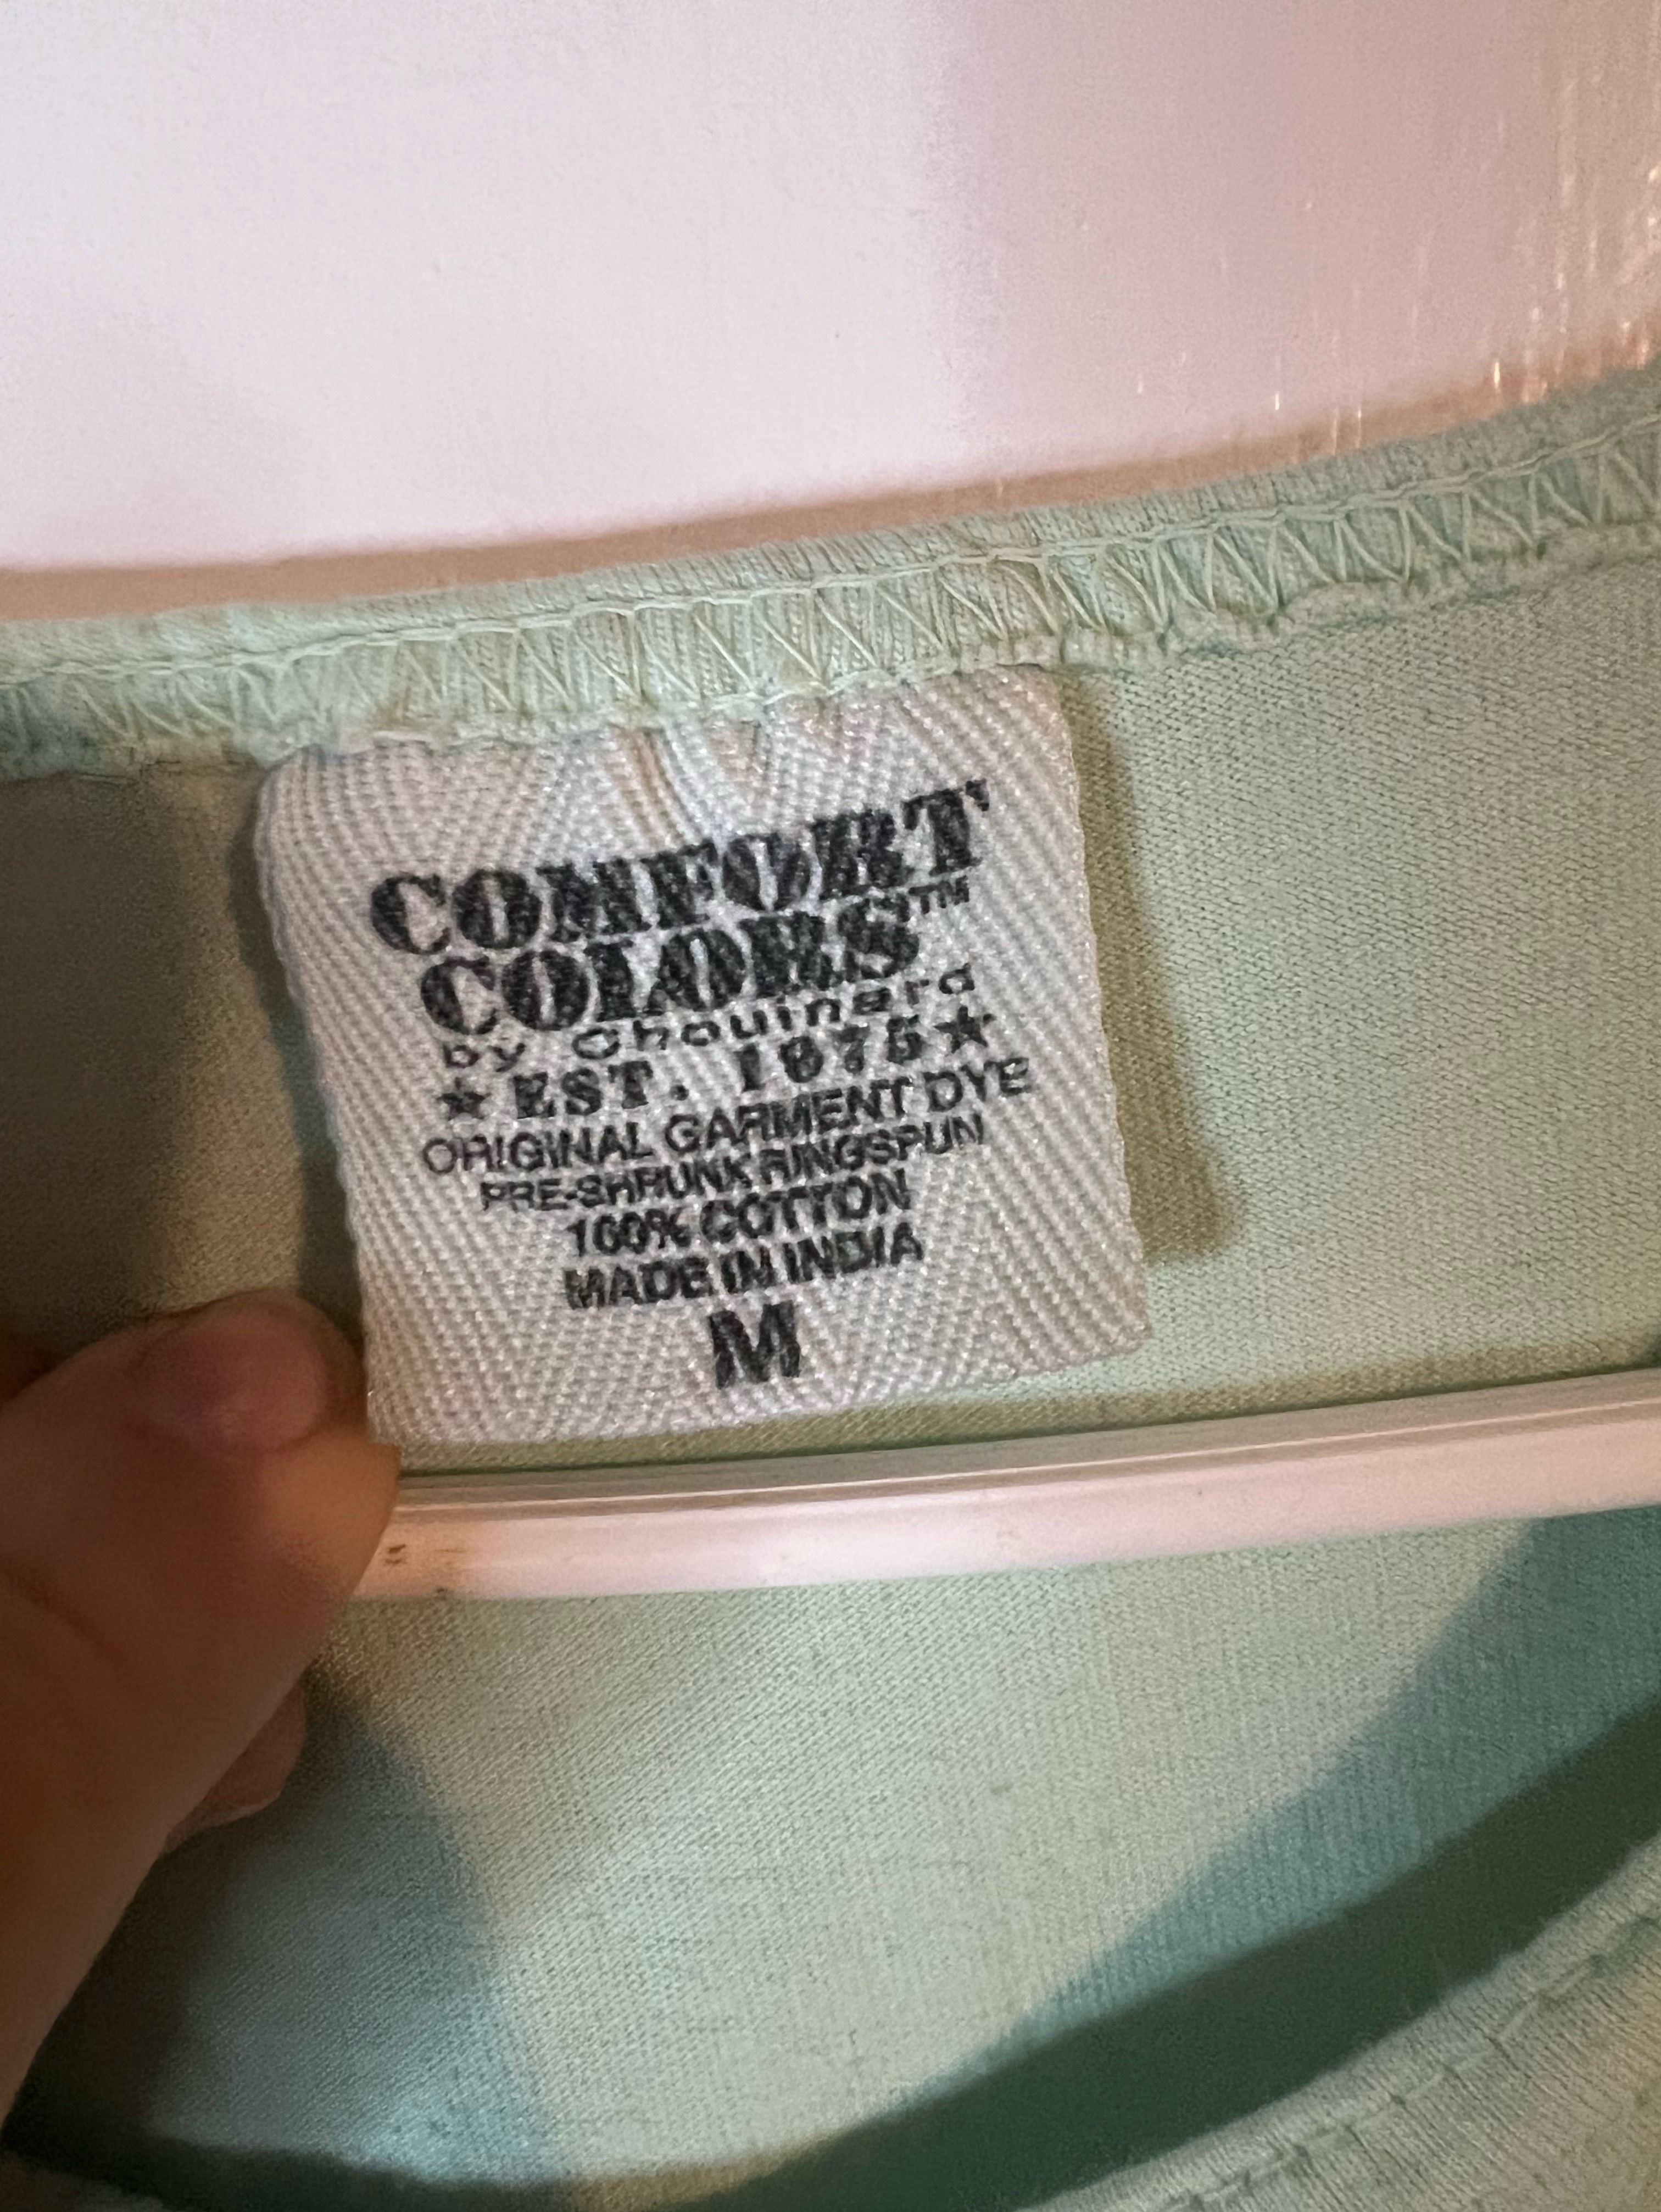 COMFORT
COLORS™
by Chouinard
★ EST. 1975 ★
ORIGINAL GARMENT DYE
PRE-SHRUNK RINGSPUN
100% COTTON
MADE IN INDIA
M